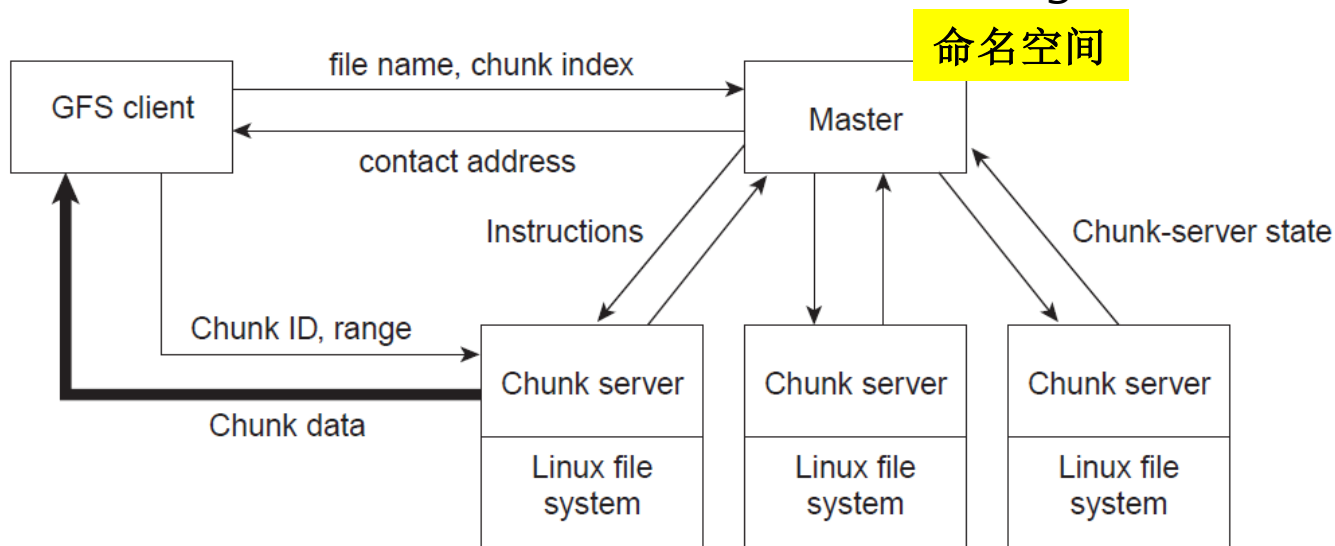 命名空间
file name, chunk index
GFS client
Master
contact address
Instructions
Chunk-server state
Chunk ID, range
Chunk server
Chunk server
Chunk server
Chunk data
Linux file
system
Linux file
system
Linux file
system